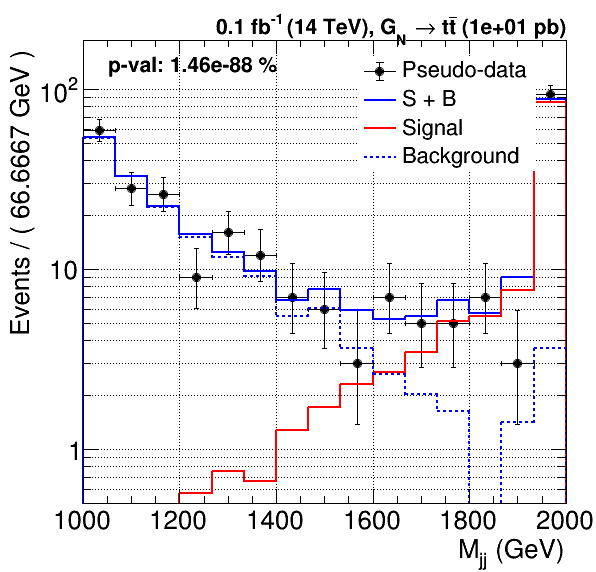 0.1 fb⁻¹ (14 TeV), G_N → tt̄ (1e+01 pb)
p-val: 1.46e-88 %
Pseudo-data
S + B
Signal
Background
Events / ( 66.6667 GeV )
10²
10
1
1000 1200 1400 1600 1800 2000
M_jj (GeV)